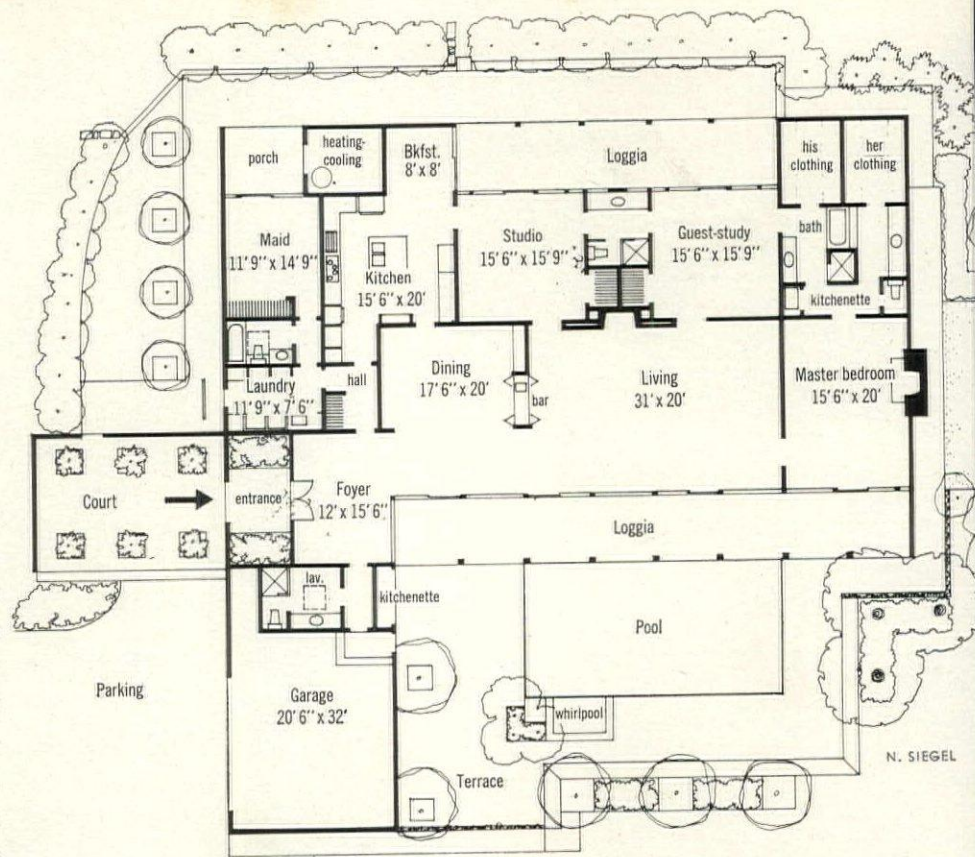 porch
heating-
cooling
Bkfst.
8' x 8'
Loggia
his
clothing
her
clothing
Maid
11' 9'' x 14' 9''
Kitchen
15' 6'' x 20'
Studio
15' 6'' x 15' 9''
Guest-study
15' 6'' x 15' 9''
bath
kitchenette
Laundry
11' 9'' x 7' 6''
hall
Dining
17' 6'' x 20'
bar
Living
31' x 20'
Master bedroom
15' 6'' x 20'
Court
entrance
Foyer
12' x 15' 6''
Loggia
lav.
kitchenette
Pool
Parking
Garage
20' 6'' x 32'
whirlpool
Terrace
N. SIEGEL